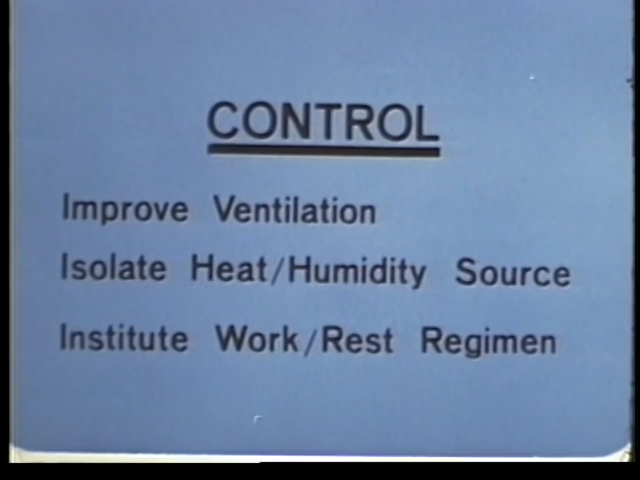 CONTROL
Improve Ventilation
Isolate Heat/Humidity Source
Institute Work/Rest Regimen